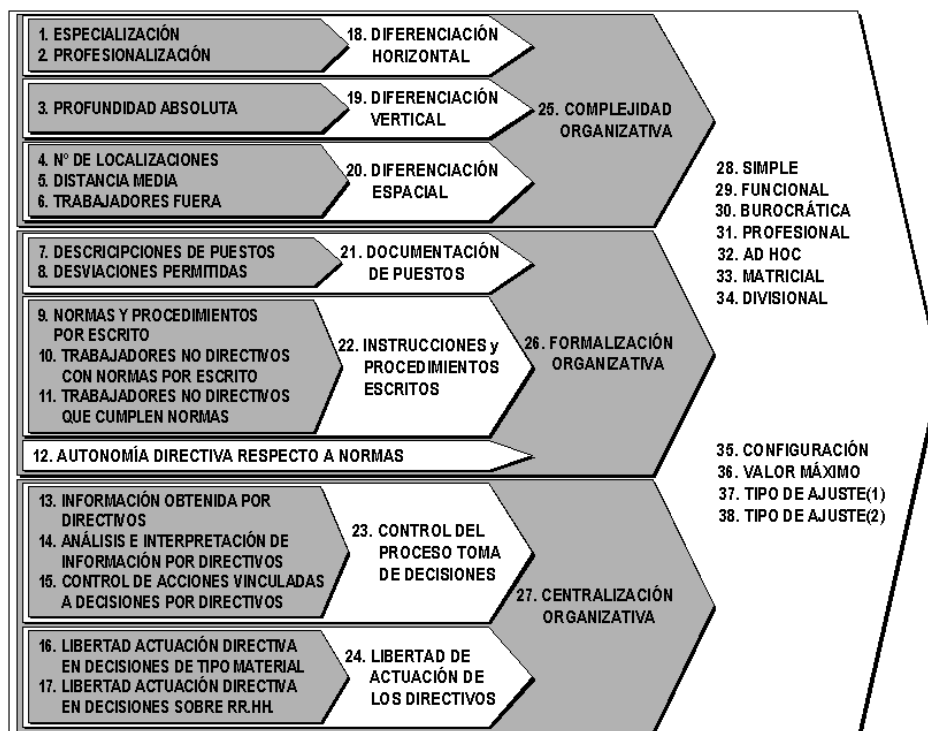 1. ESPECIALIZACIÓN
2. PROFESIONALIZACIÓN
18. DIFERENCIACIÓN
HORIZONTAL
3. PROFUNDIDAD ABSOLUTA
19. DIFERENCIACIÓN
VERTICAL
4. Nº DE LOCALIZACIONES
5. DISTANCIA MEDIA
6. TRABAJADORES FUERA
20. DIFERENCIACIÓN
ESPACIAL
25. COMPLEJIDAD
ORGANIZATIVA
7. DESCRICIPCIONES DE PUESTOS
8. DESVIACIONES PERMITIDAS
21. DOCUMENTACIÓN
DE PUESTOS
9. NORMAS Y PROCEDIMIENTOS
POR ESCRITO
10. TRABAJADORES NO DIRECTIVOS
CON NORMAS POR ESCRITO
11. TRABAJADORES NO DIRECTIVOS
QUE CUMPLEN NORMAS
22. INSTRUCCIONES y
PROCEDIMIENTOS
ESCRITOS
12. AUTONOMÍA DIRECTIVA RESPECTO A NORMAS
26. FORMALIZACIÓN
ORGANIZATIVA
13. INFORMACIÓN OBTENIDA POR
DIRECTIVOS
14. ANÁLISIS E INTERPRETACIÓN DE
INFORMACIÓN POR DIRECTIVOS
15. CONTROL DE ACCIONES VINCULADAS
A DECISIONES POR DIRECTIVOS
23. CONTROL DEL
PROCESO TOMA
DE DECISIONES
16. LIBERTAD ACTUACIÓN DIRECTIVA
EN DECISIONES DE TIPO MATERIAL
17. LIBERTAD ACTUACIÓN DIRECTIVA
EN DECISIONES SOBRE RR.HH.
24. LIBERTAD DE
ACTUACIÓN DE
LOS DIRECTIVOS
27. CENTRALIZACIÓN
ORGANIZATIVA
28. SIMPLE
29. FUNCIONAL
30. BUROCRÁTICA
31. PROFESIONAL
32. AD HOC
33. MATRICIAL
34. DIVISIONAL
35. CONFIGURACIÓN
36. VALOR MÁXIMO
37. TIPO DE AJUSTE(1)
38. TIPO DE AJUSTE(2)